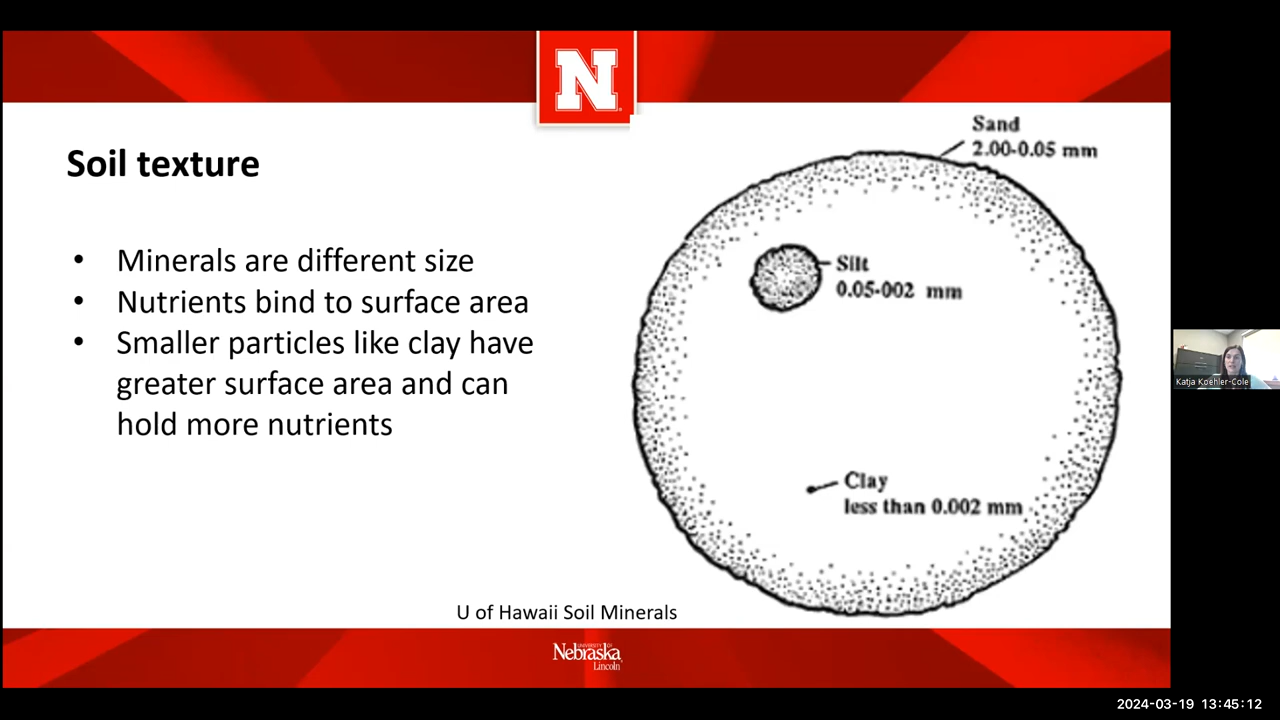 N
Soil texture
• Minerals are different size
• Nutrients bind to surface area
• Smaller particles like clay have
greater surface area and can
hold more nutrients
Sand
2.00-0.05 mm
Silt
0.05-002 mm
Clay
less than 0.002 mm
U of Hawaii Soil Minerals
UNIVERSITY OF
Nebraska
Lincoln
Katja Koehler-Cole
2024-03-19 13:45:12